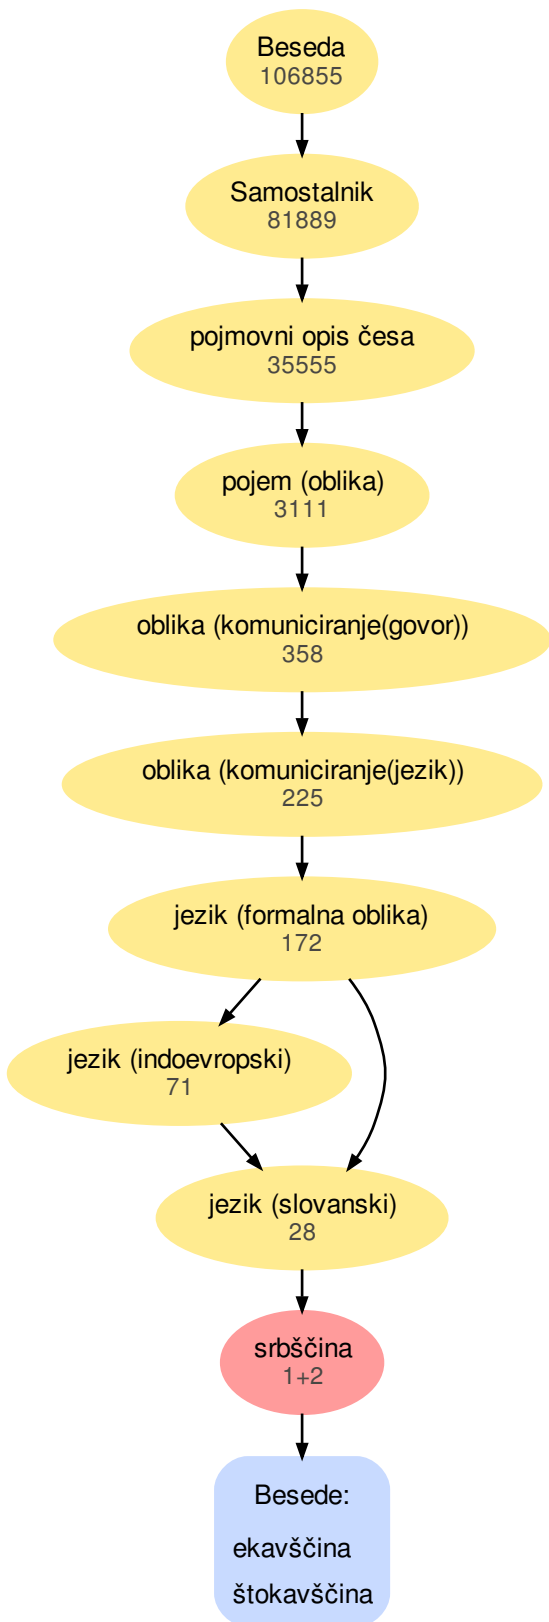 Beseda
106855
Samostalnik
81889
pojmovni opis česa
35555
pojem (oblika)
3111
oblika (komuniciranje(govor))
358
oblika (komuniciranje(jezik))
225
jezik (formalna oblika)
172
jezik (indoevropski)
71
jezik (slovanski)
28
srbščina
1+2
Besede:
ekavščina
štokavščina